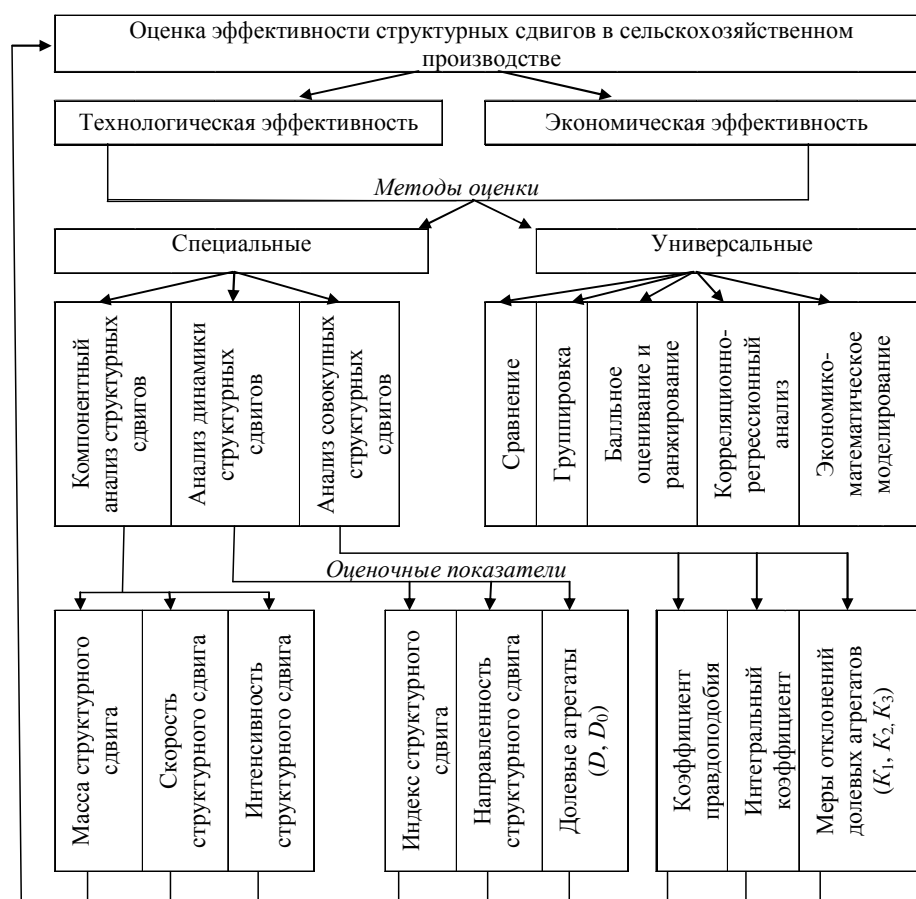 Оценка эффективности структурных сдвигов в сельскохозяйственном
производстве
Технологическая эффективность
Экономическая эффективность
Методы оценки
Специальные
Универсальные
Компонентный
анализ структурных
сдвигов
Анализ динамики
структурных
сдвигов
Анализ совокупных
структурных
сдвигов
Сравнение
Группировка
Балльное
оценивание и
ранжирование
Корреляционно-
регрессионный
анализ
Экономико-
математическое
моделирование
Оценочные показатели
Масса структурного
сдвига
Скорость
структурного сдвига
Интенсивность
структурного сдвига
Индекс структурного
сдвига
Направленность
структурного сдвига
Долевые агрегаты
(D, D₀)
Коэффициент
правдоподобия
Интегральный
коэффициент
Меры отклонений
долевых агрегатов
(K₁, K₂, K₃)